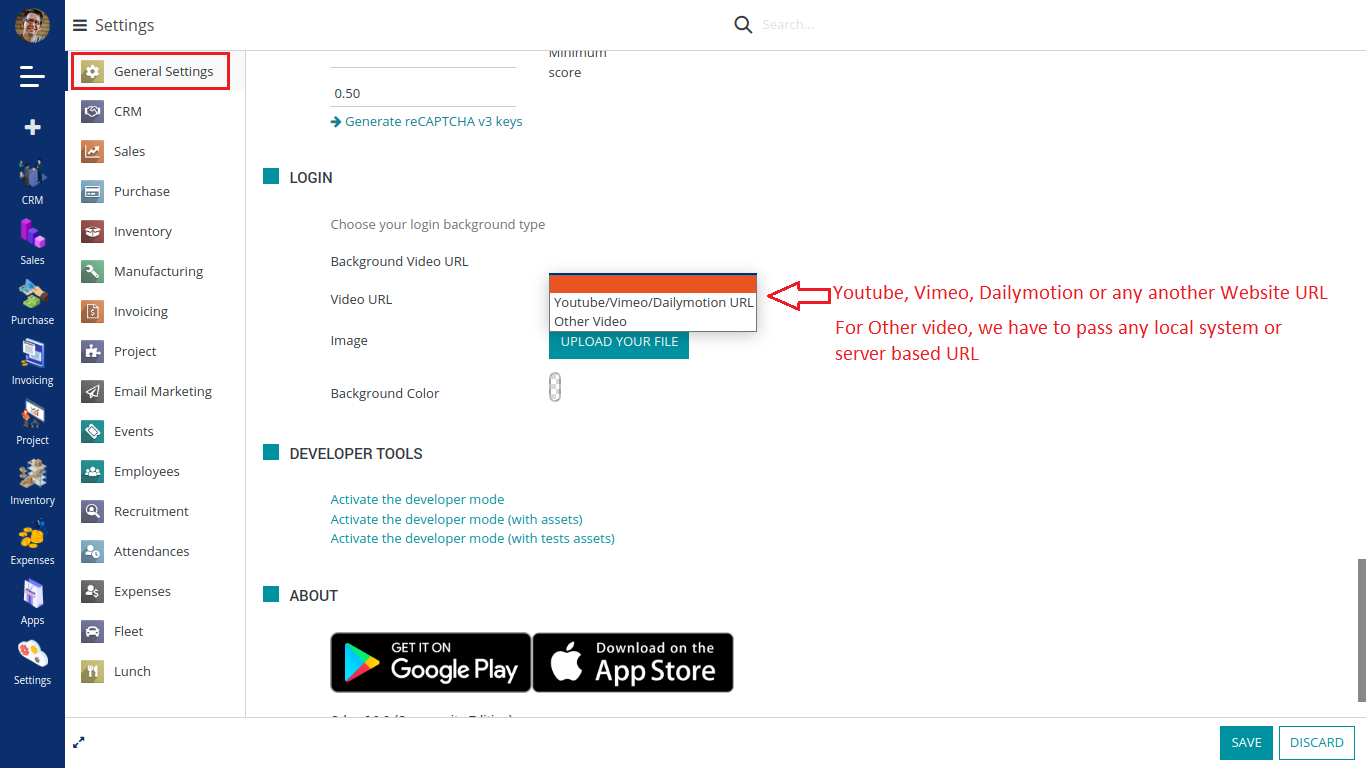 Settings
Search...
General Settings
CRM
Sales
Purchase
Inventory
Manufacturing
Invoicing
Project
Email Marketing
Events
Employees
Recruitment
Attendances
Expenses
Fleet
Lunch
CRM
Sales
Purchase
Invoicing
Project
Inventory
Expenses
Apps
Settings
Minimum
score
0.50
Generate reCAPTCHA v3 keys
LOGIN
Choose your login background type
Background Video URL
Video URL
Youtube/Vimeo/Dailymotion URL
Other Video
Image
UPLOAD YOUR FILE
Background Color
Youtube, Vimeo, Dailymotion or any another Website URL
For Other video, we have to pass any local system or
server based URL
DEVELOPER TOOLS
Activate the developer mode
Activate the developer mode (with assets)
Activate the developer mode (with tests assets)
ABOUT
GET IT ON
Google Play
Download on the
App Store
SAVE
DISCARD